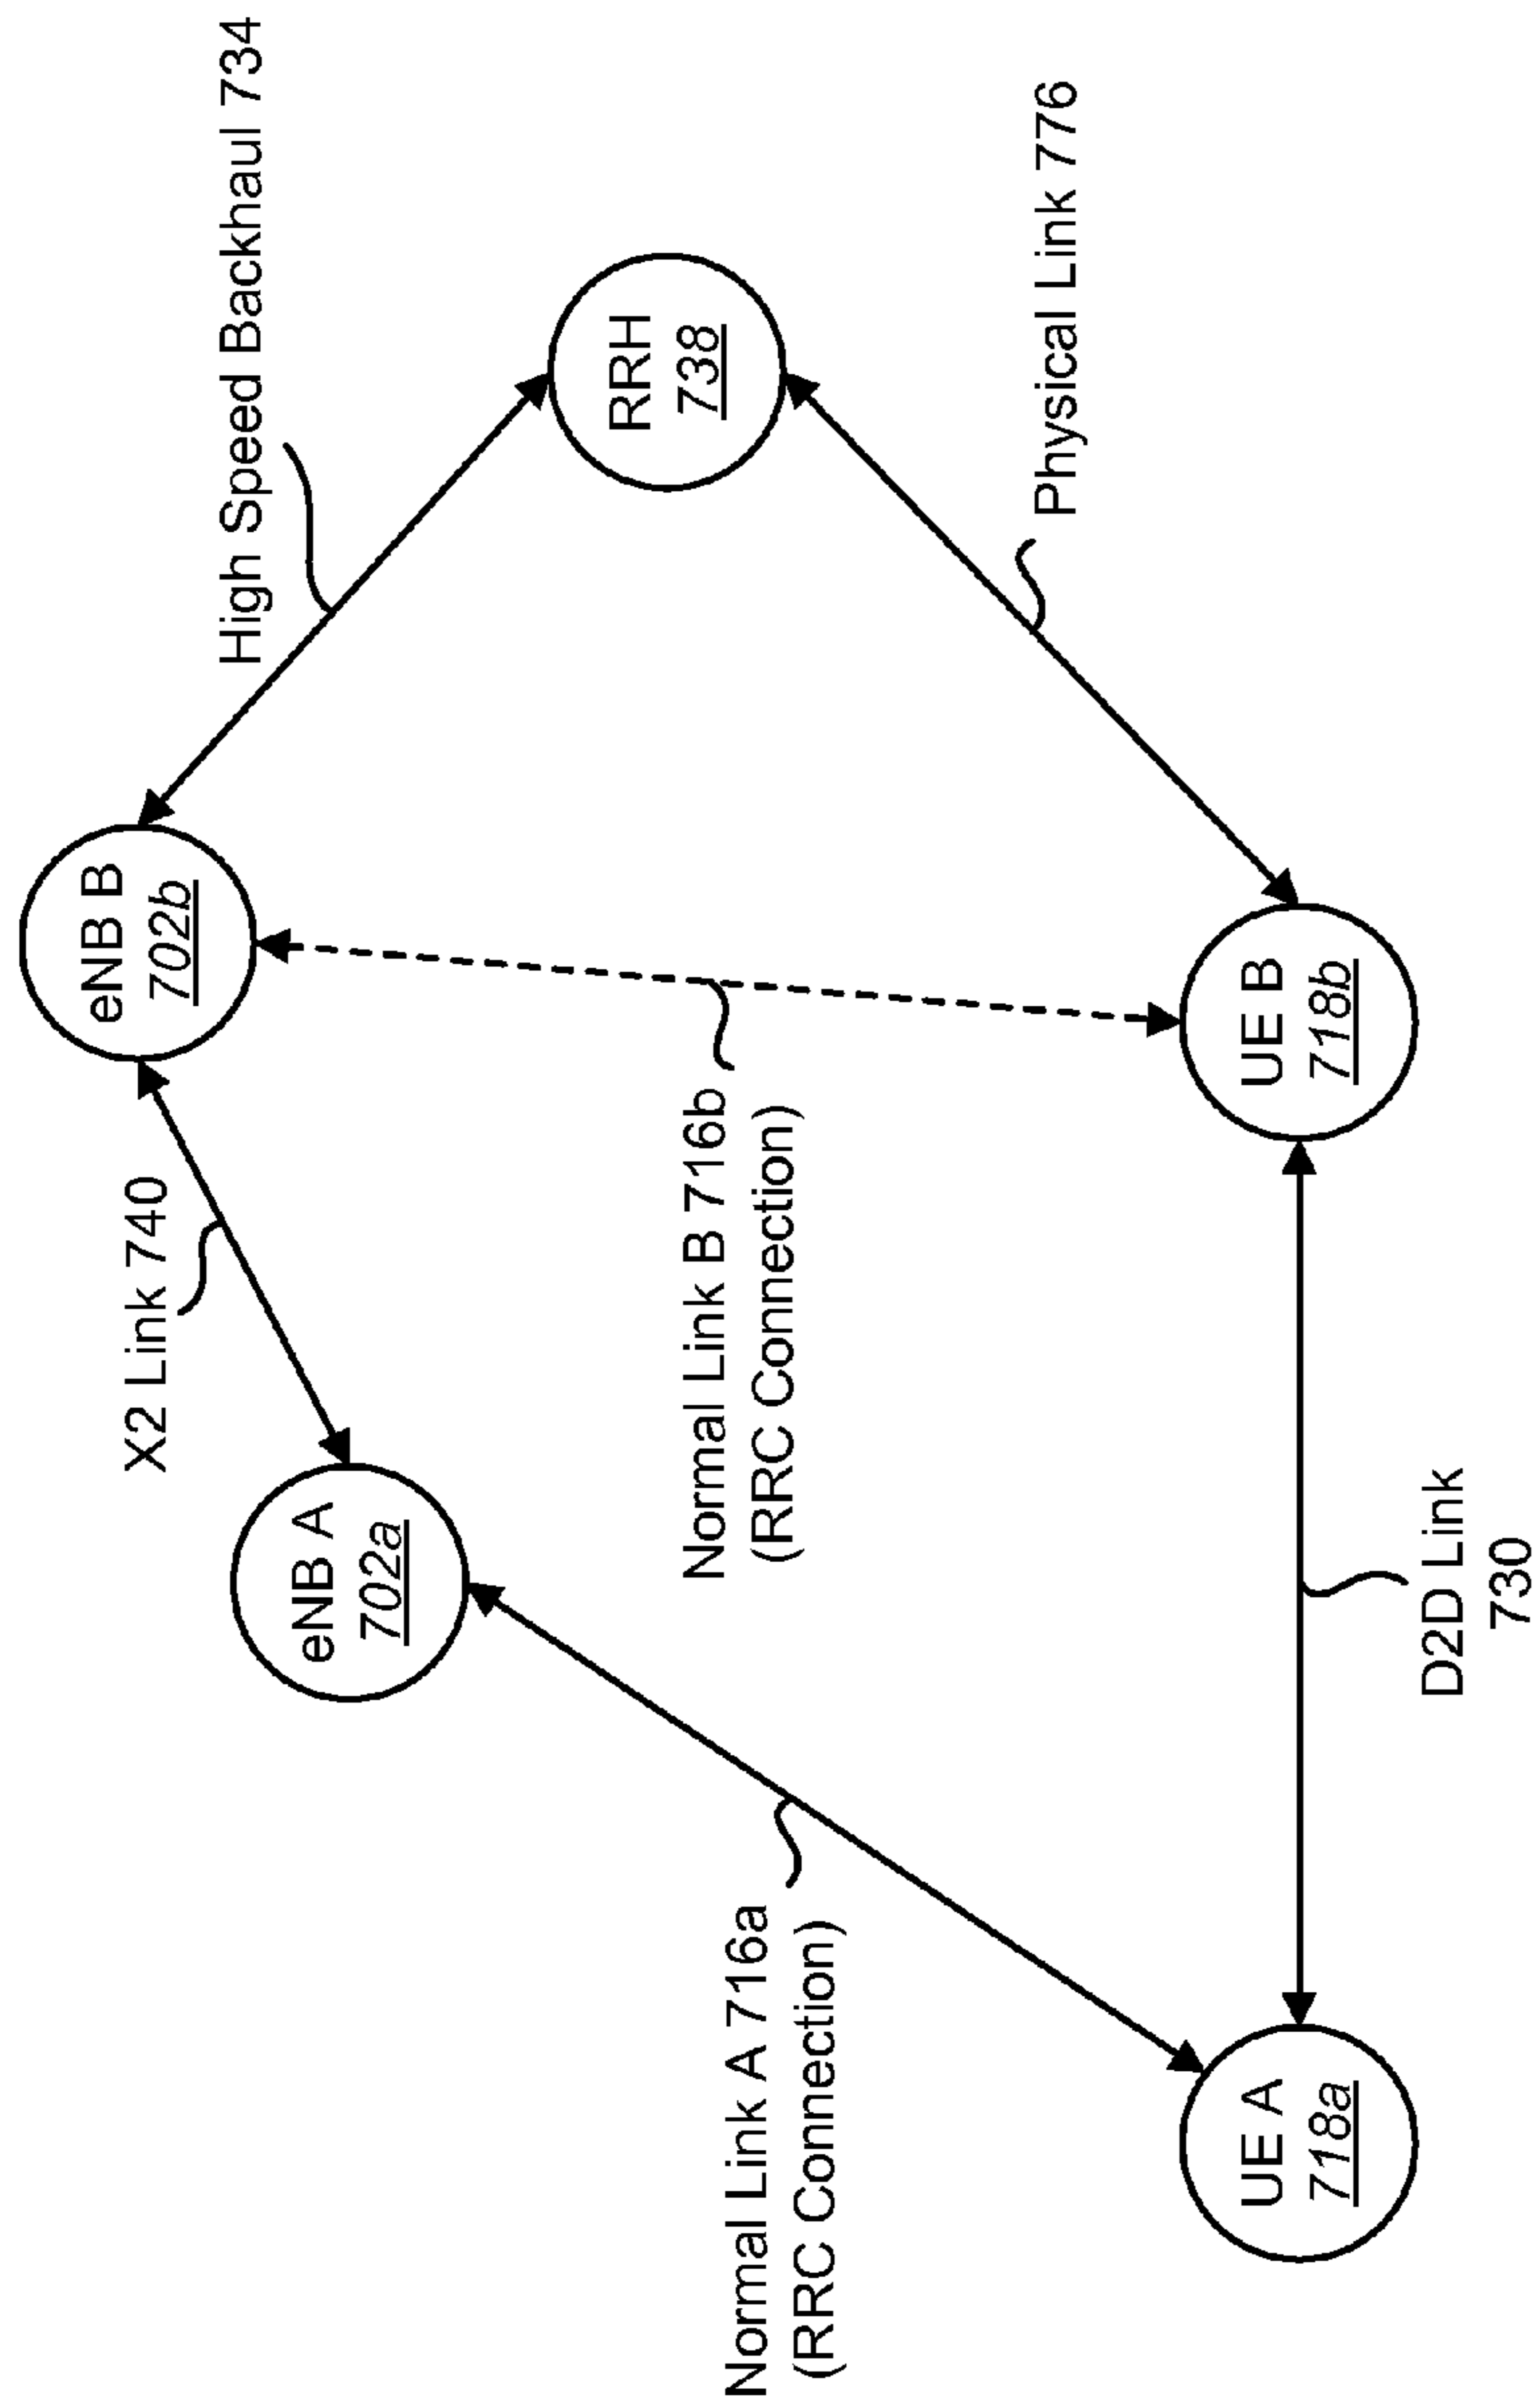 eNB B
702b
High Speed Backhaul 734
X2 Link 740
eNB A
702a
RRH
738
Normal Link B 716b
(RRC Connection)
Normal Link A 716a
(RRC Connection)
Physical Link 776
UE A
718a
UE B
718b
D2D Link
730